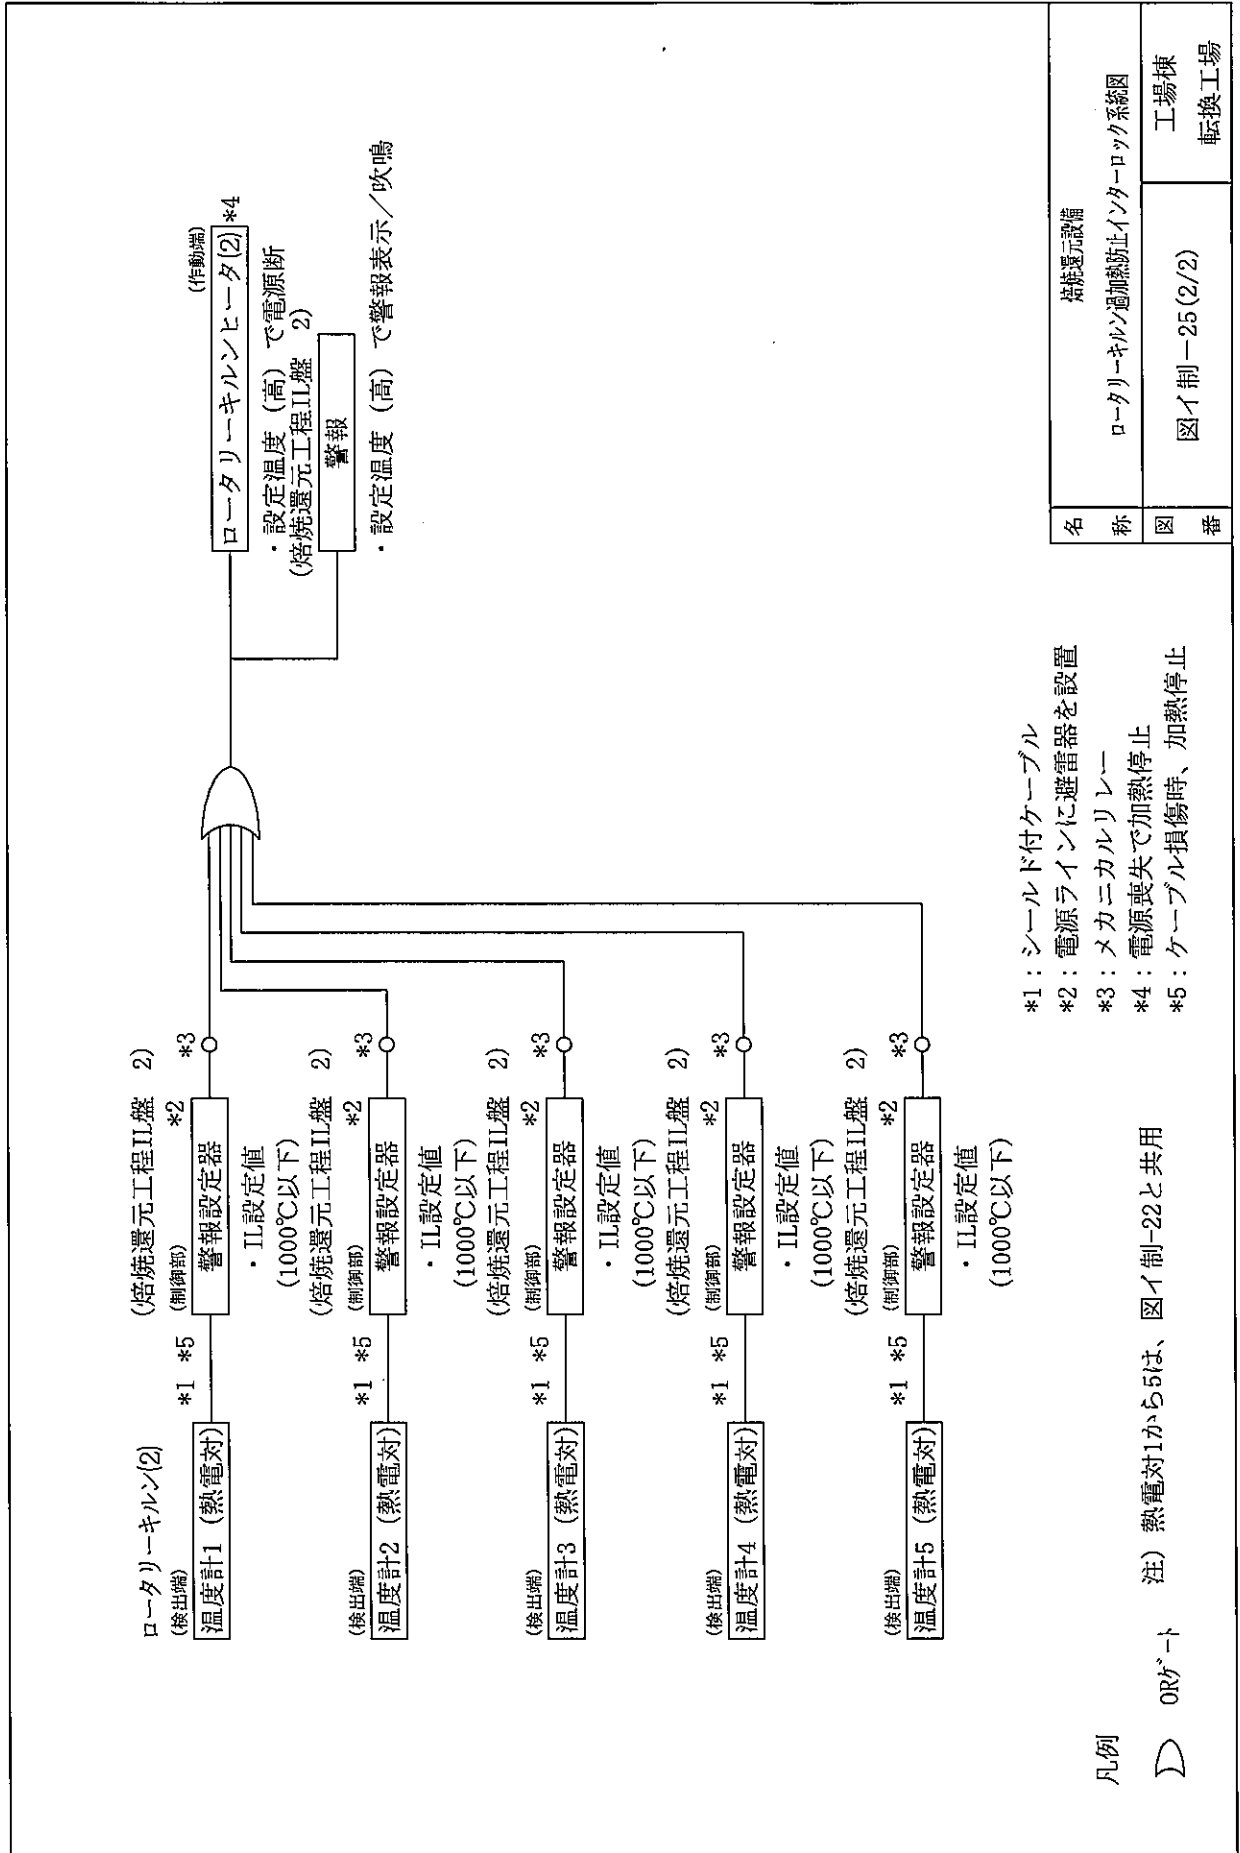 ロータリーキルン(2)
(検出端)
温度計1 (熱電対)
*1 *5
(焙焼還元工程IL盤 2)
(制御部) *2
警報設定器
*3
・IL設定値
(1000℃以下)
(検出端)
温度計2 (熱電対)
*1 *5
(焙焼還元工程IL盤 2)
(制御部) *2
警報設定器
*3
・IL設定値
(1000℃以下)
(検出端)
温度計3 (熱電対)
*1 *5
(焙焼還元工程IL盤 2)
(制御部) *2
警報設定器
*3
・IL設定値
(1000℃以下)
(検出端)
温度計4 (熱電対)
*1 *5
(焙焼還元工程IL盤 2)
(制御部) *2
警報設定器
*3
・IL設定値
(1000℃以下)
(検出端)
温度計5 (熱電対)
*1 *5
(焙焼還元工程IL盤 2)
(制御部) *2
警報設定器
*3
・IL設定値
(1000℃以下)
(作動端)
ロータリーキルンヒータ(2) *4
・設定温度 (高) で電源断
(焙焼還元工程IL盤 2)
警報
・設定温度 (高) で警報表示/吹鳴
凡例
ORゲート
注) 熱電対1から5は、図イ制-22と共用
*1:シールド付ケーブル
*2:電源ラインに避雷器を設置
*3:メカニカルリレー
*4:電源喪失で加熱停止
*5:ケーブル損傷時、加熱停止
名称
焙焼還元設備
ロータリーキルン過加熱防止インターロック系統図
図番
図イ制-25(2/2)
工場棟
転換工場